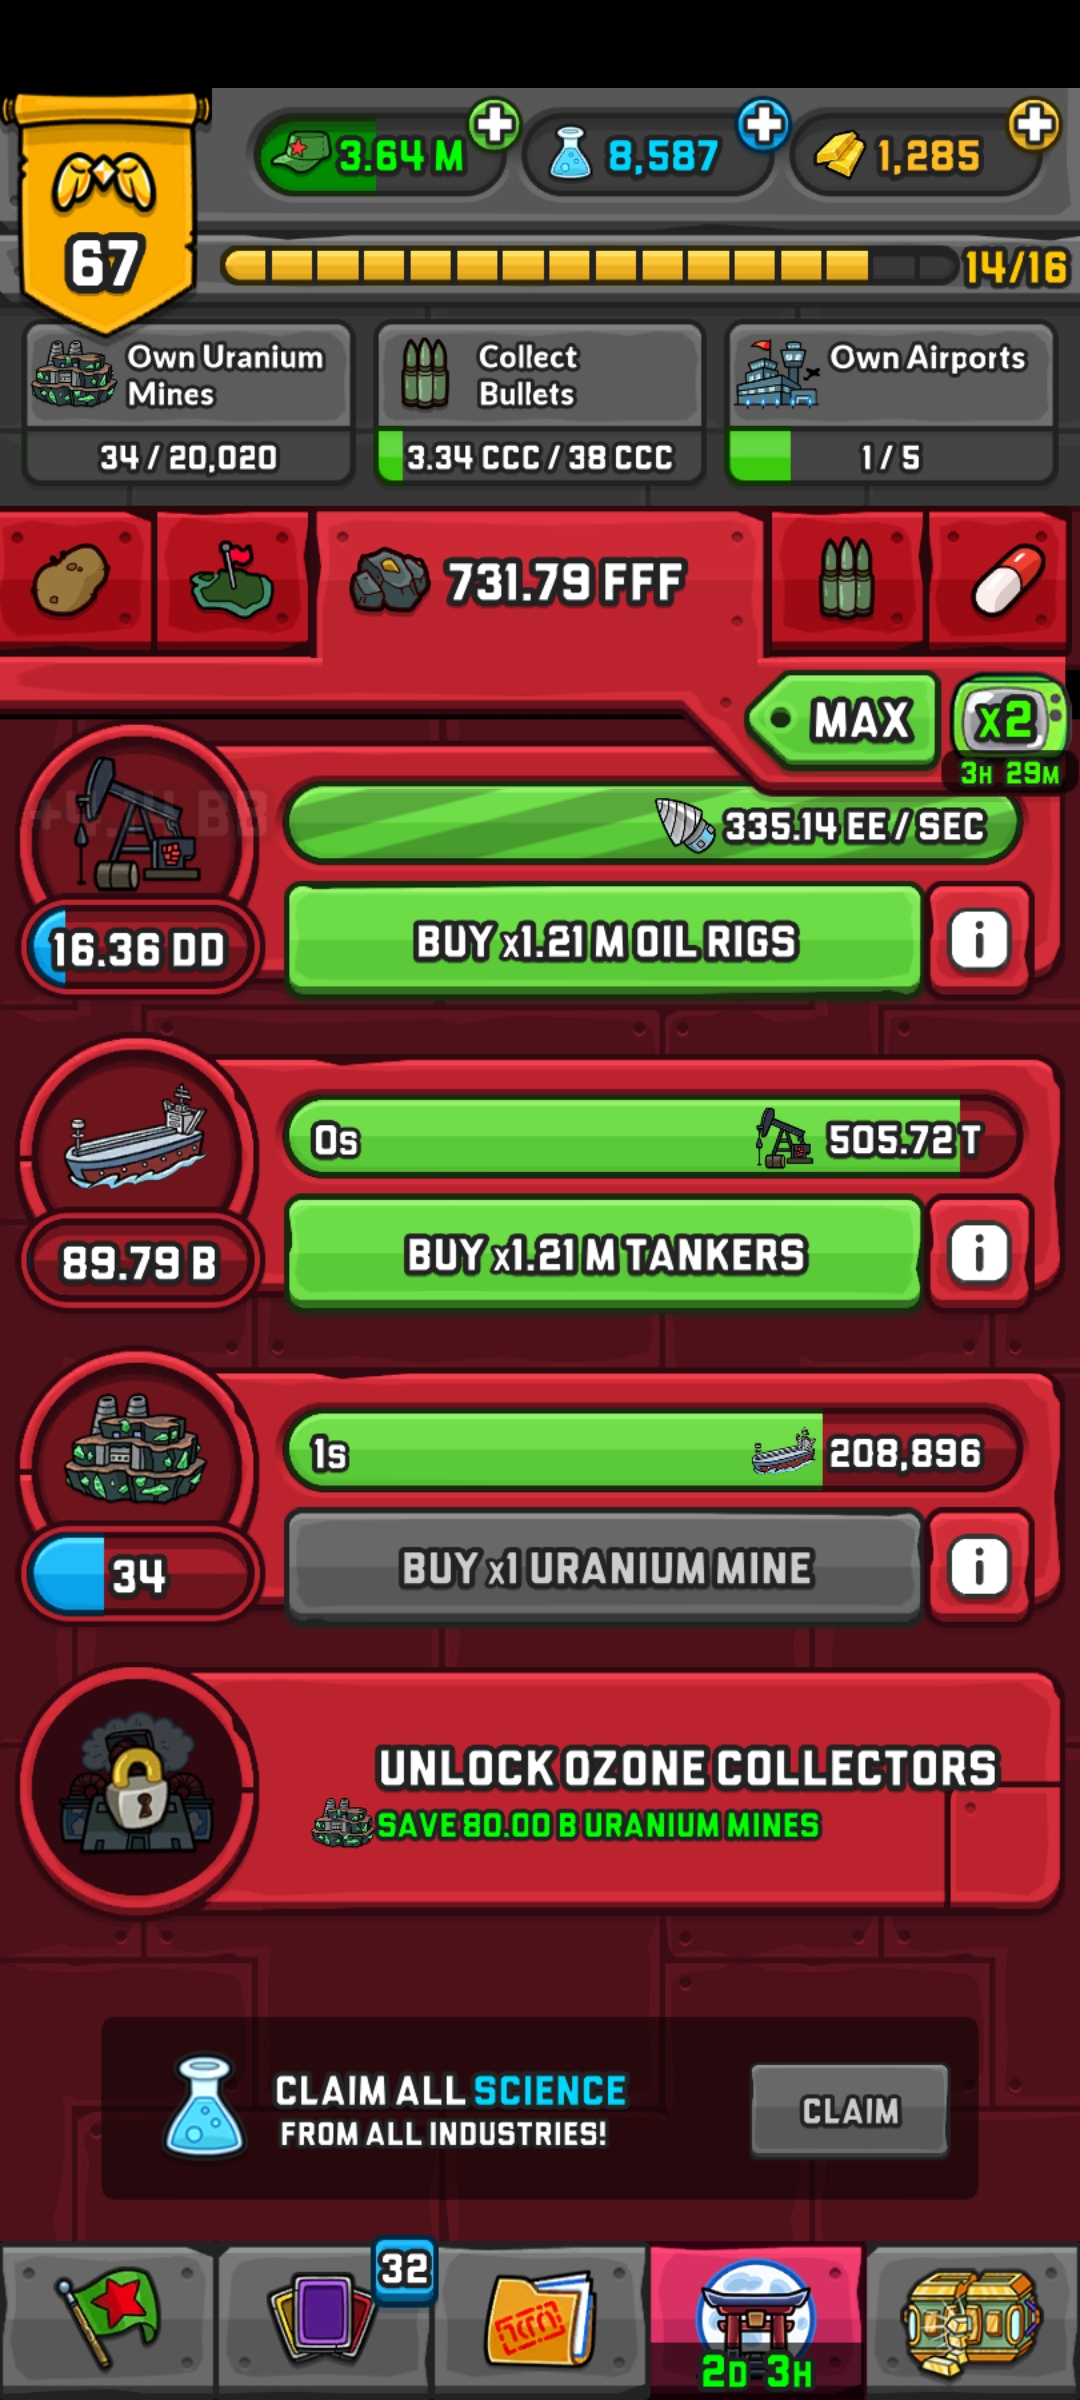 67
3.64 M
8,587
1,285
14/16
Own Uranium
Mines
34 / 20,020
Collect
Bullets
3.34 CCC / 38 CCC
Own Airports
1 / 5
731.79 FFF
MAX
x2
3H 29M
335.14 EE / SEC
16.36 DD
BUY x1.21 M OIL RIGS
i
0s
505.72 T
89.79 B
BUY x1.21 M TANKERS
i
1s
208,896
34
BUY x1 URANIUM MINE
i
UNLOCK OZONE COLLECTORS
SAVE 80.00 B URANIUM MINES
CLAIM ALL SCIENCE
FROM ALL INDUSTRIES!
CLAIM
32
2D 3H